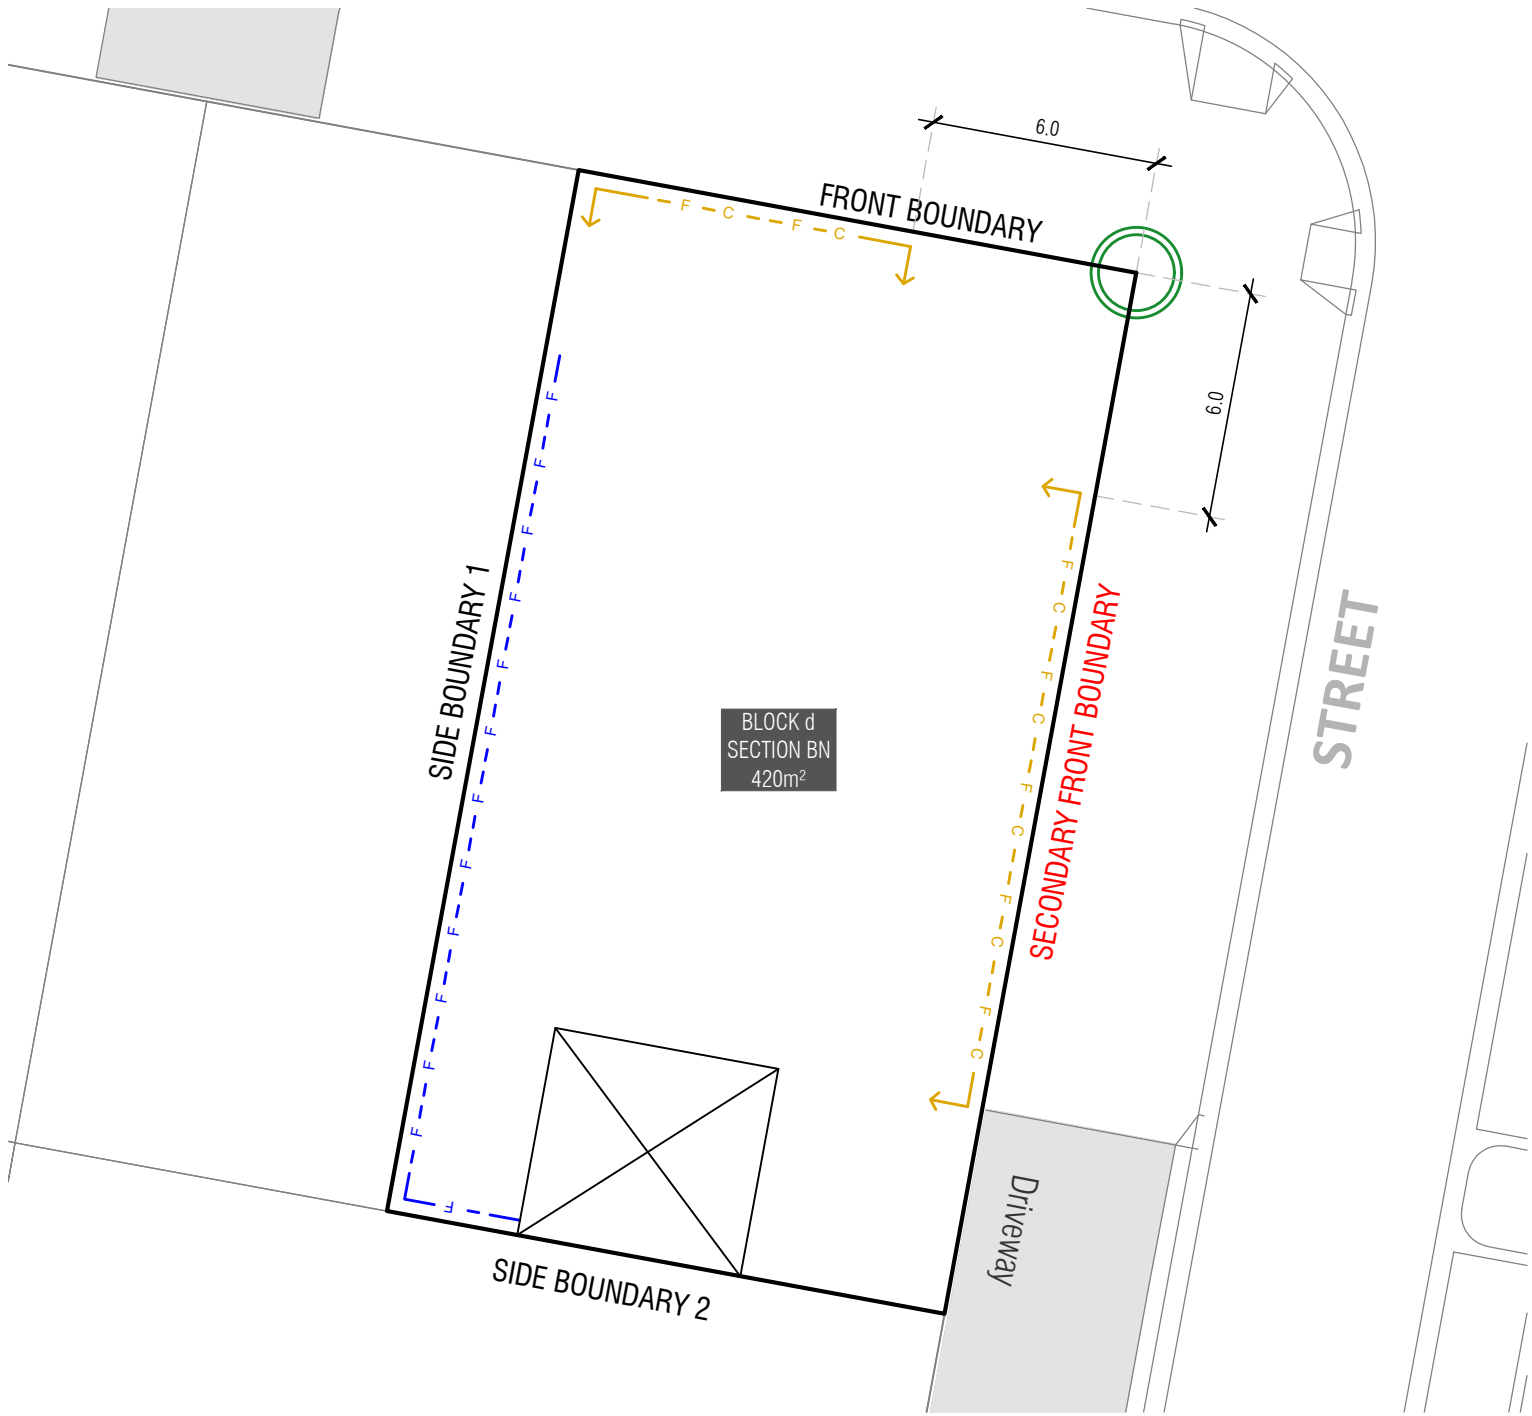 6.0
FRONT BOUNDARY
F C F C
6.0
F F F F F F F F F F F F
SIDE BOUNDARY 1
F C F C F C F C F C
SECONDARY FRONT BOUNDARY
STREET
BLOCK d
SECTION BN
420m²
Driveway
F
SIDE BOUNDARY 2